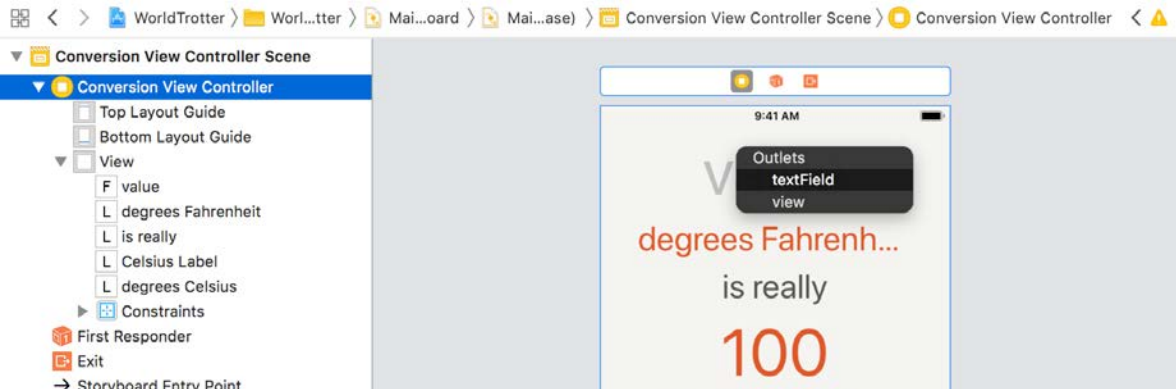 WorldTrotter 〉 Worl...tter 〉 Mai...oard 〉 Mai...ase) 〉 Conversion View Controller Scene 〉 Conversion View Controller
Conversion View Controller Scene
Conversion View Controller
Top Layout Guide
Bottom Layout Guide
View
F value
L degrees Fahrenheit
L is really
L Celsius Label
L degrees Celsius
Constraints
First Responder
Exit
Storyboard Entry Point
9:41 AM
V
Outlets
textField
view
degrees Fahrenh...
is really
100